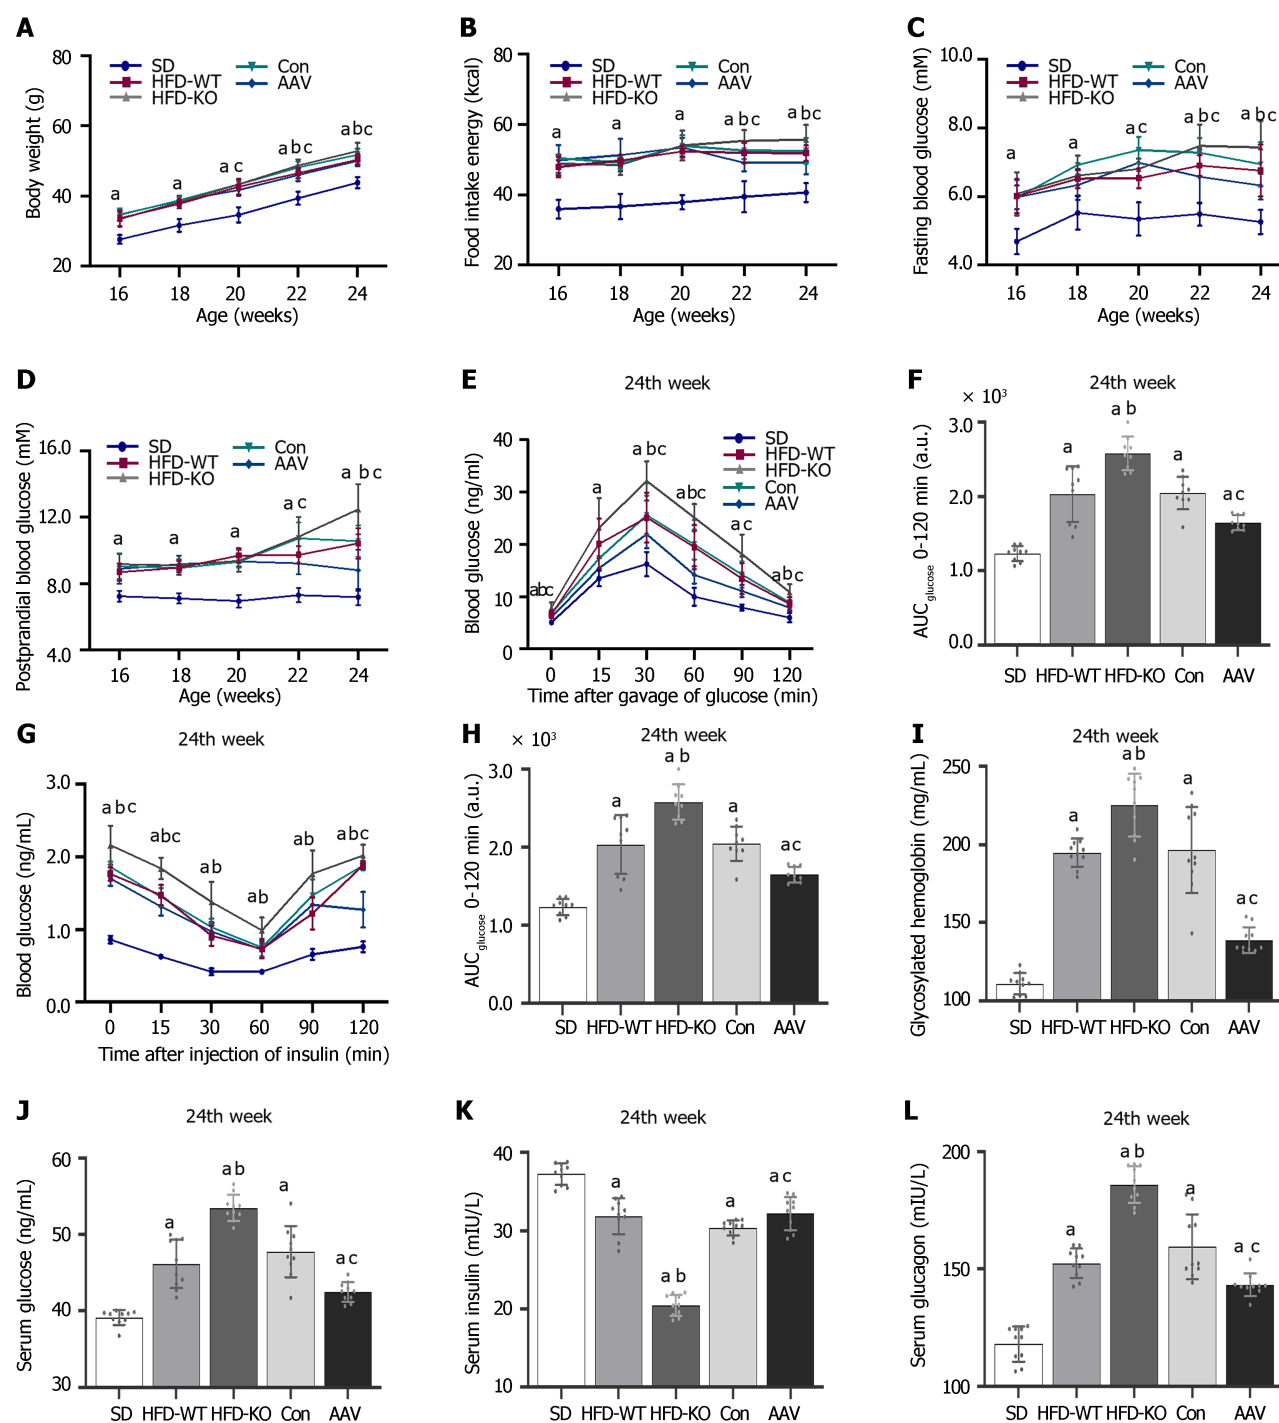 A
Body weight (g)
80
60
40
20
SD
HFD-WT
HFD-KO
Con
AAV
a
a
a c
abc
abc
16 18 20 22 24
Age (weeks)
B
Food intake energy (kcal)
80
60
40
20
SD
HFD-WT
HFD-KO
Con
AAV
a
a
a
abc
abc
16 18 20 22 24
Age (weeks)
C
Fasting blood glucose (mM)
10.0
8.0
6.0
4.0
SD
HFD-WT
HFD-KO
Con
AAV
a
a
a c
a b c
a b c
16 18 20 22 24
Age (weeks)
D
Postprandial blood glucose (mM)
16.0
12.0
8.0
4.0
SD
HFD-WT
HFD-KO
Con
AAV
a
a
a
a c
a bc
16 18 20 22 24
Age (weeks)
E
24th week
Blood glucose (ng/ml)
40
30
20
10
0
SD
HFD-WT
HFD-KO
Con
AAV
abc
a
a bc
abc
a c
abc
0 15 30 60 90 120
Time after gavage of glucose (min)
F
24th week
× 10³
AUCglucose 0-120 min (a.u.)
3.0
2.0
1.0
0.0
a
a b
a
a c
SD HFD-WT HFD-KO Con AAV
G
24th week
Blood glucose (ng/mL)
3.0
2.0
1.0
0.0
abc
abc
ab
ab
ab
abc
0 15 30 60 90 120
Time after injection of insulin (min)
H
24th week
× 10³
AUCglucose 0-120 min (a.u.)
3.0
2.0
1.0
0.0
a
a b
a
ac
SD HFD-WT HFD-KO Con AAV
I
24th week
Glycosylated hemoglobin (mg/mL)
250
200
150
100
a
ab
a
a c
SD HFD-WT HFD-KO Con AAV
J
24th week
Serum glucose (ng/mL)
60
50
40
30
a
a b
a
a c
SD HFD-WT HFD-KO Con AAV
K
24th week
Serum insulin (mIU/L)
40
30
20
10
a
a b
a
a c
SD HFD-WT HFD-KO Con AAV
L
24th week
Serum glucagon (mIU/L)
200
150
100
a
a b
a
a c
SD HFD-WT HFD-KO Con AAV